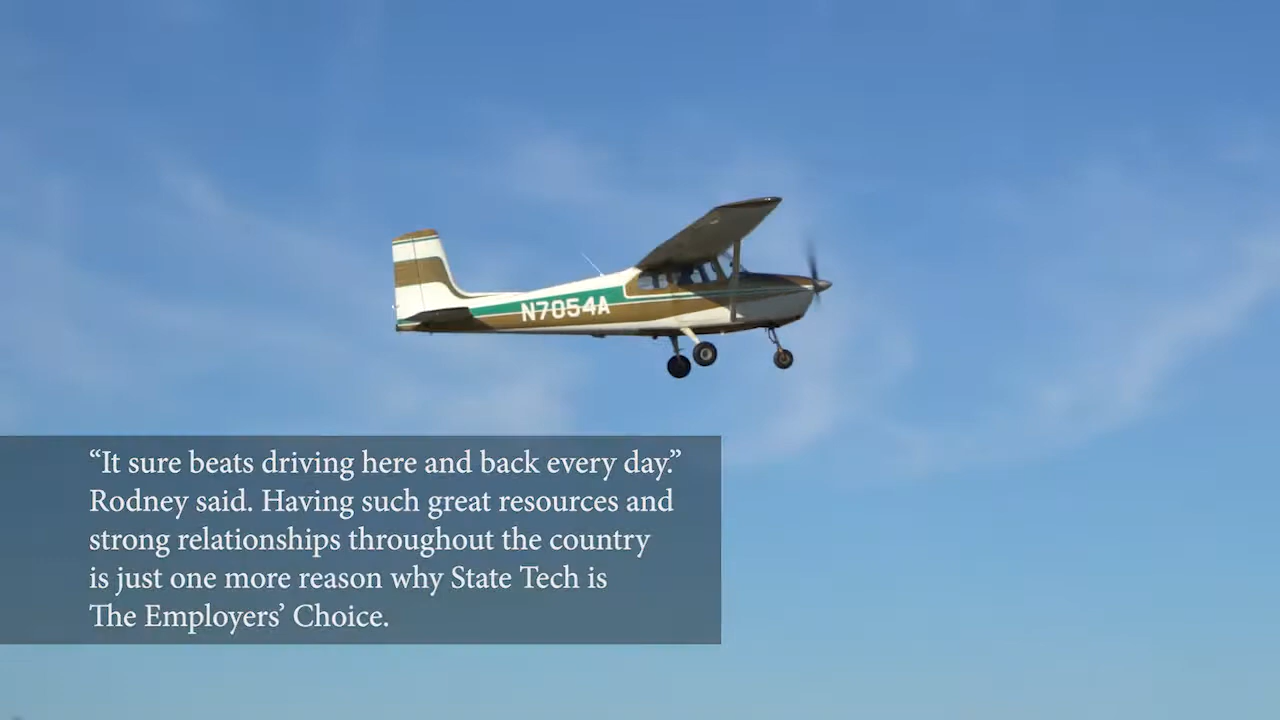 N7054A
“It sure beats driving here and back every day.”
Rodney said. Having such great resources and
strong relationships throughout the country
is just one more reason why State Tech is
The Employers’ Choice.